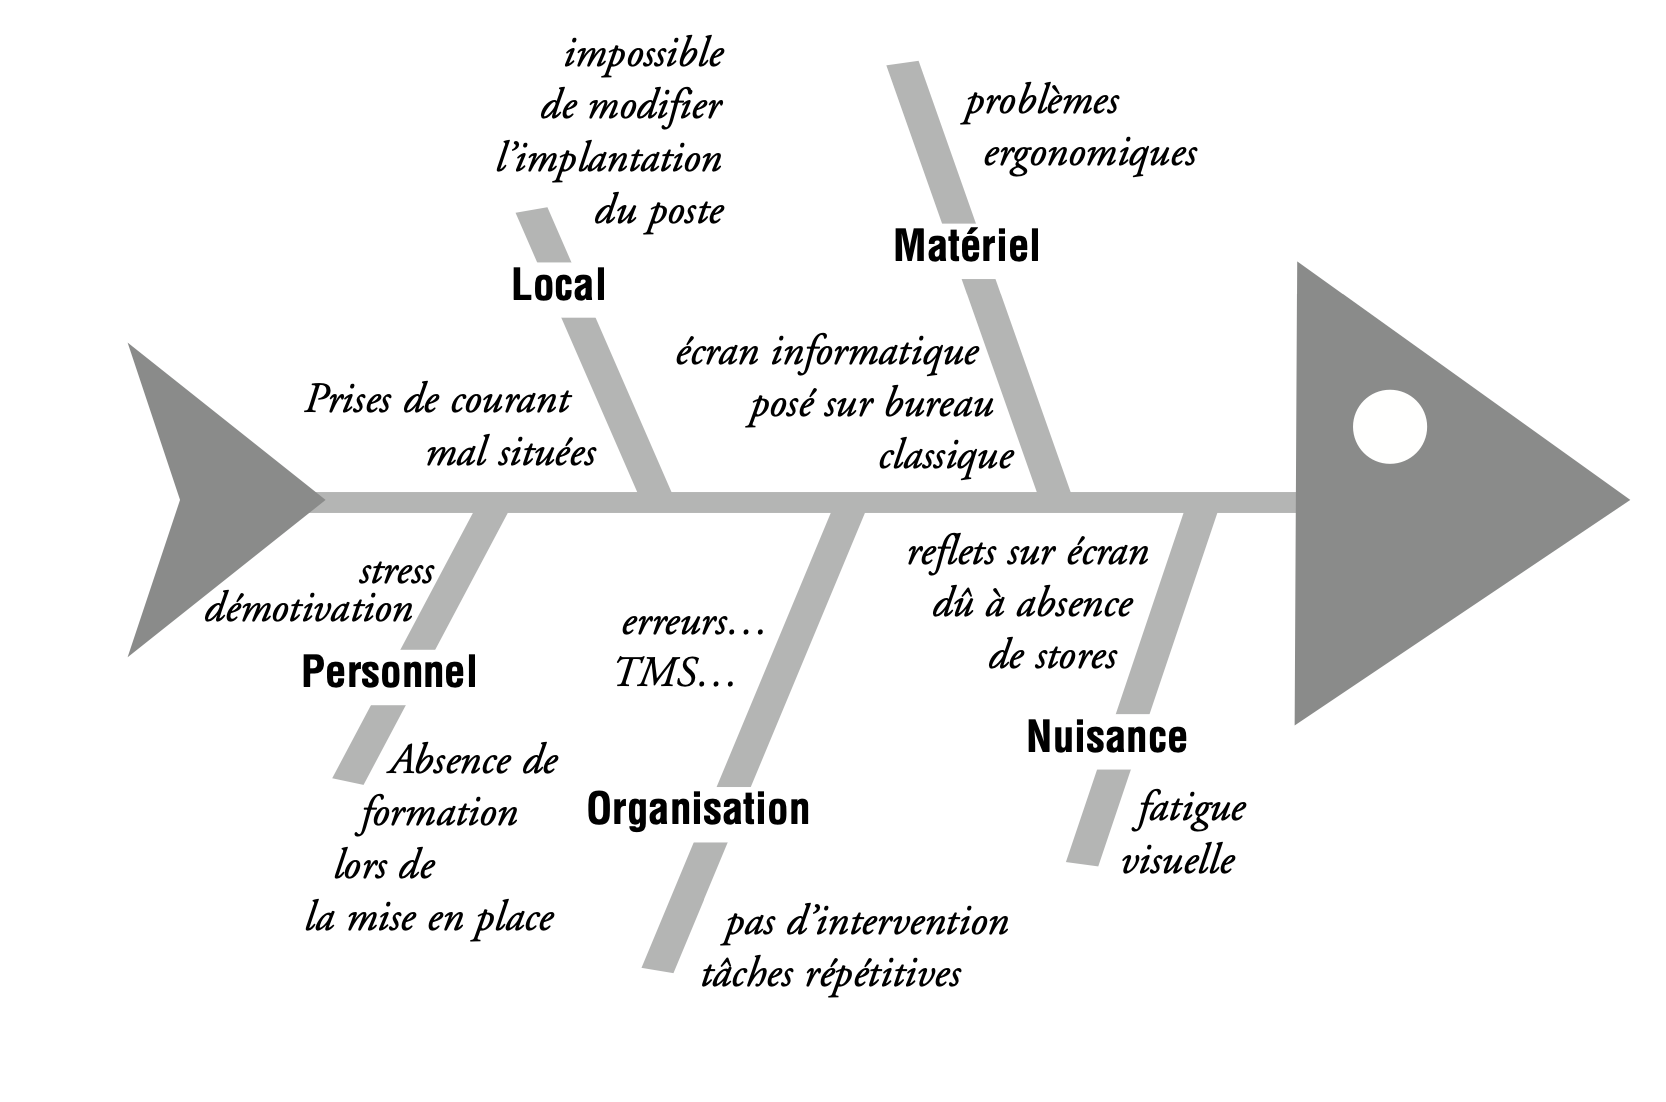 impossible
de modifier
l’implantation
du poste
Local
Prises de courant
mal situées
problèmes
ergonomiques
Matériel
écran informatique
posé sur bureau
classique
stress
démotivation
Personnel
Absence de
formation
lors de
la mise en place
erreurs…
TMS…
Organisation
pas d’intervention
tâches répétitives
reflets sur écran
dû à absence
de stores
Nuisance
fatigue
visuelle